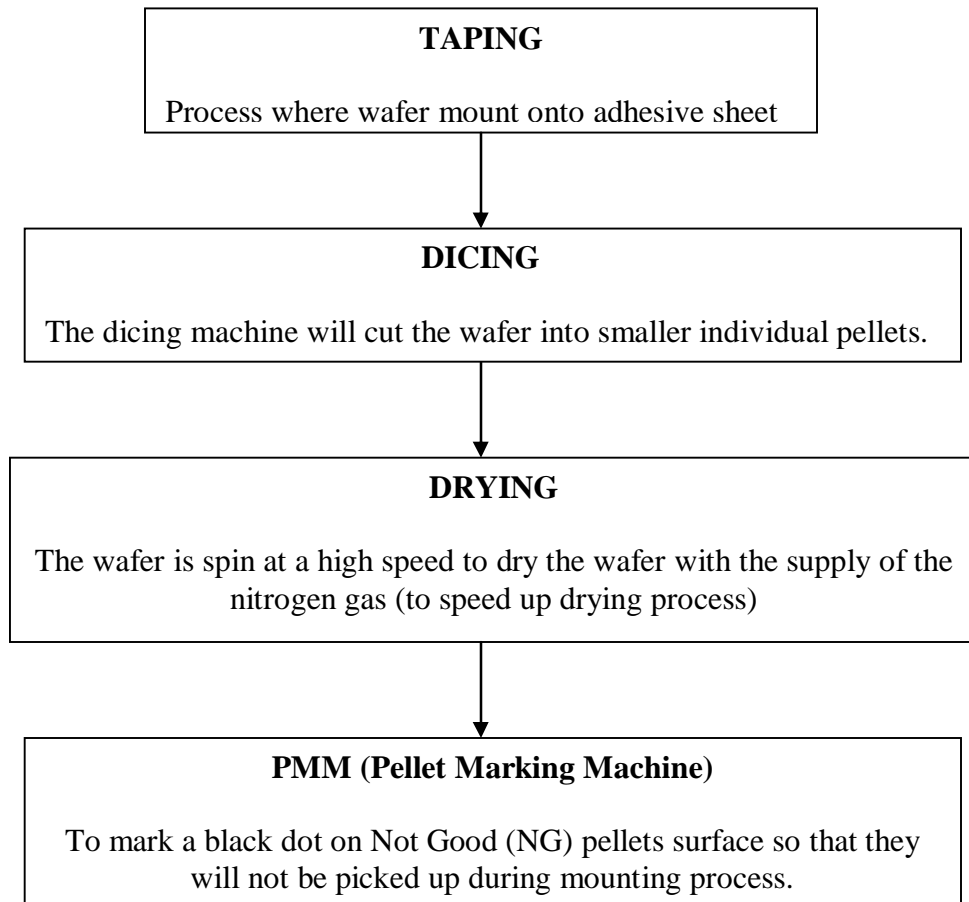 TAPING
Process where wafer mount onto adhesive sheet
DICING
The dicing machine will cut the wafer into smaller individual pellets.
DRYING
The wafer is spin at a high speed to dry the wafer with the supply of the
nitrogen gas (to speed up drying process)
PMM (Pellet Marking Machine)
To mark a black dot on Not Good (NG) pellets surface so that they
will not be picked up during mounting process.